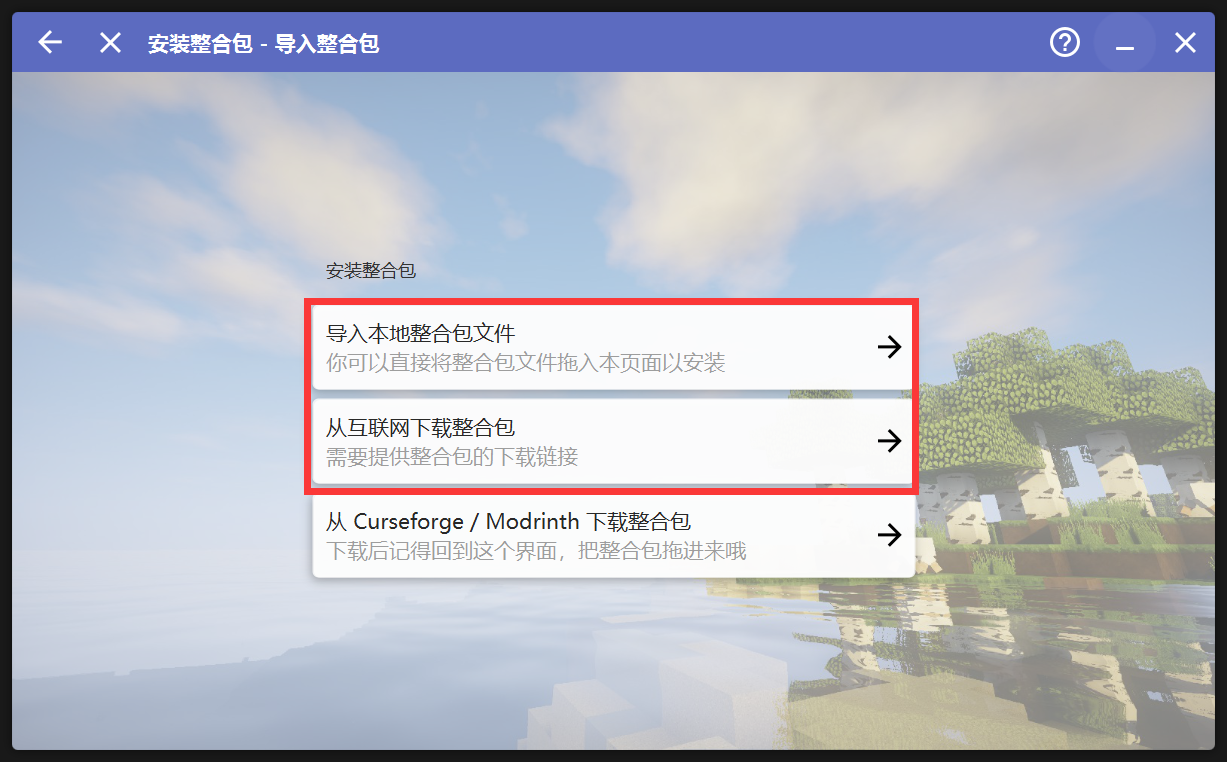 安装整合包 - 导入整合包
安装整合包
导入本地整合包文件
你可以直接将整合包文件拖入本页面以安装
从互联网下载整合包
需要提供整合包的下载链接
从 Curseforge / Modrinth 下载整合包
下载后记得回到这个界面，把整合包拖进来哦